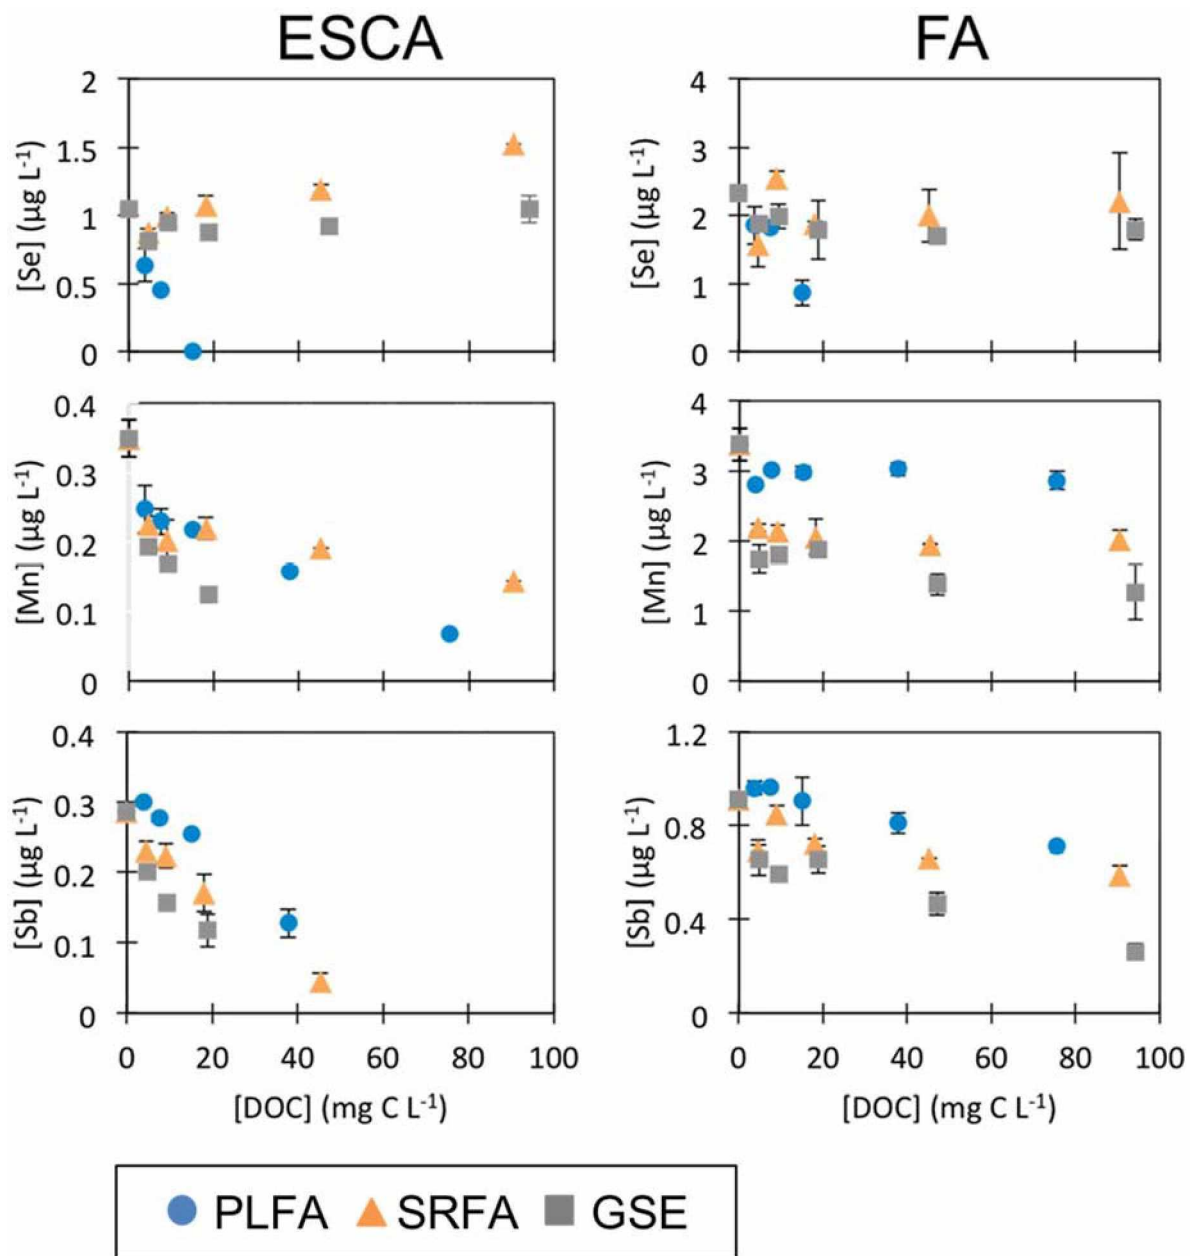 ESCA
FA
2
1.5
1
0.5
0
[Se] (µg L-1)
4
3
2
1
0
[Se] (µg L-1)
0.4
0.3
0.2
0.1
0
[Mn] (µg L-1)
4
3
2
1
0
[Mn] (µg L-1)
0.4
0.3
0.2
0.1
0
[Sb] (µg L-1)
0 20 40 60 80 100
[DOC] (mg C L-1)
1.2
0.8
0.4
0
[Sb] (µg L-1)
0 20 40 60 80 100
[DOC] (mg C L-1)
PLFA SRFA GSE